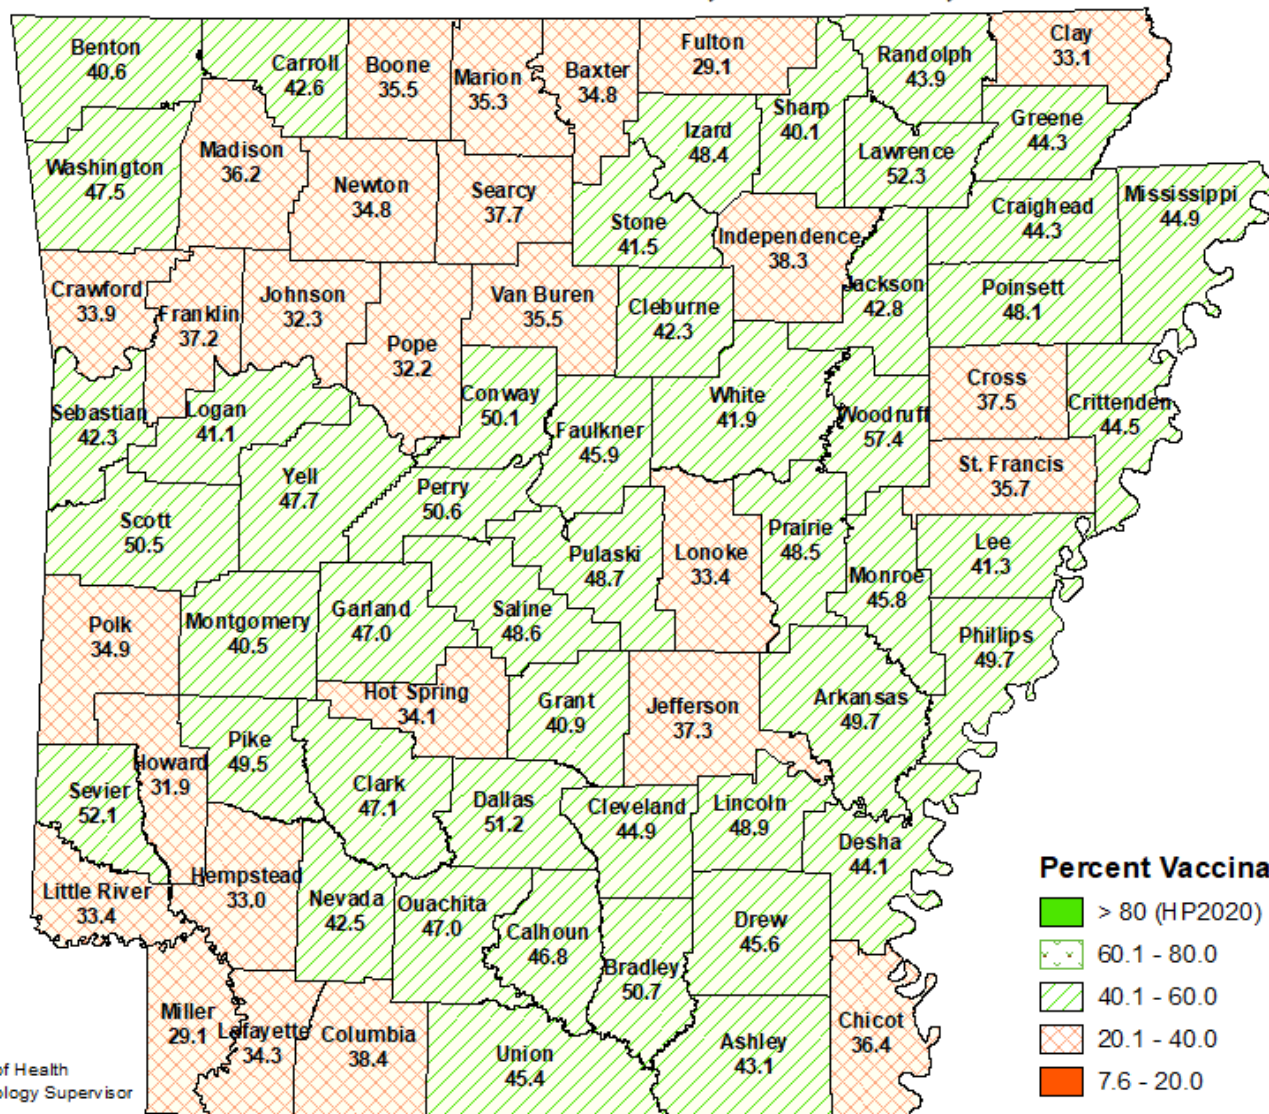 Benton
40.6
Carroll
42.6
Boone
35.5
Marion
35.3
Baxter
34.8
Fulton
29.1
Randolph
43.9
Clay
33.1
Sharp
40.1
Izard
48.4
Lawrence
52.3
Greene
44.3
Washington
47.5
Madison
36.2
Newton
34.8
Searcy
37.7
Stone
41.5
Independence
38.3
Craighead
44.3
Mississippi
44.9
Crawford
33.9
Franklin
37.2
Johnson
32.3
Pope
32.2
Van Buren
35.5
Cleburne
42.3
Jackson
42.8
Poinsett
48.1
Sebastian
42.3
Logan
41.1
Conway
50.1
Faulkner
45.9
White
41.9
Woodruff
57.4
Cross
37.5
Crittenden
44.5
St. Francis
35.7
Scott
50.5
Yell
47.7
Perry
50.6
Pulaski
48.7
Lonoke
33.4
Prairie
48.5
Monroe
45.8
Lee
41.3
Polk
34.9
Montgomery
40.5
Garland
47.0
Saline
48.6
Phillips
49.7
Hot Spring
34.1
Grant
40.9
Jefferson
37.3
Arkansas
49.7
Sevier
52.1
Howard
31.9
Pike
49.5
Clark
47.1
Dallas
51.2
Cleveland
44.9
Lincoln
48.9
Desha
44.1
Little River
33.4
Hempstead
33.0
Nevada
42.5
Ouachita
47.0
Calhoun
46.8
Bradley
50.7
Drew
45.6
Miller
29.1
Lafayette
34.3
Columbia
38.4
Union
45.4
Ashley
43.1
Chicot
36.4
Percent Vaccina
> 80 (HP2020)
60.1 - 80.0
40.1 - 60.0
20.1 - 40.0
7.6 - 20.0
of Health
ology Supervisor